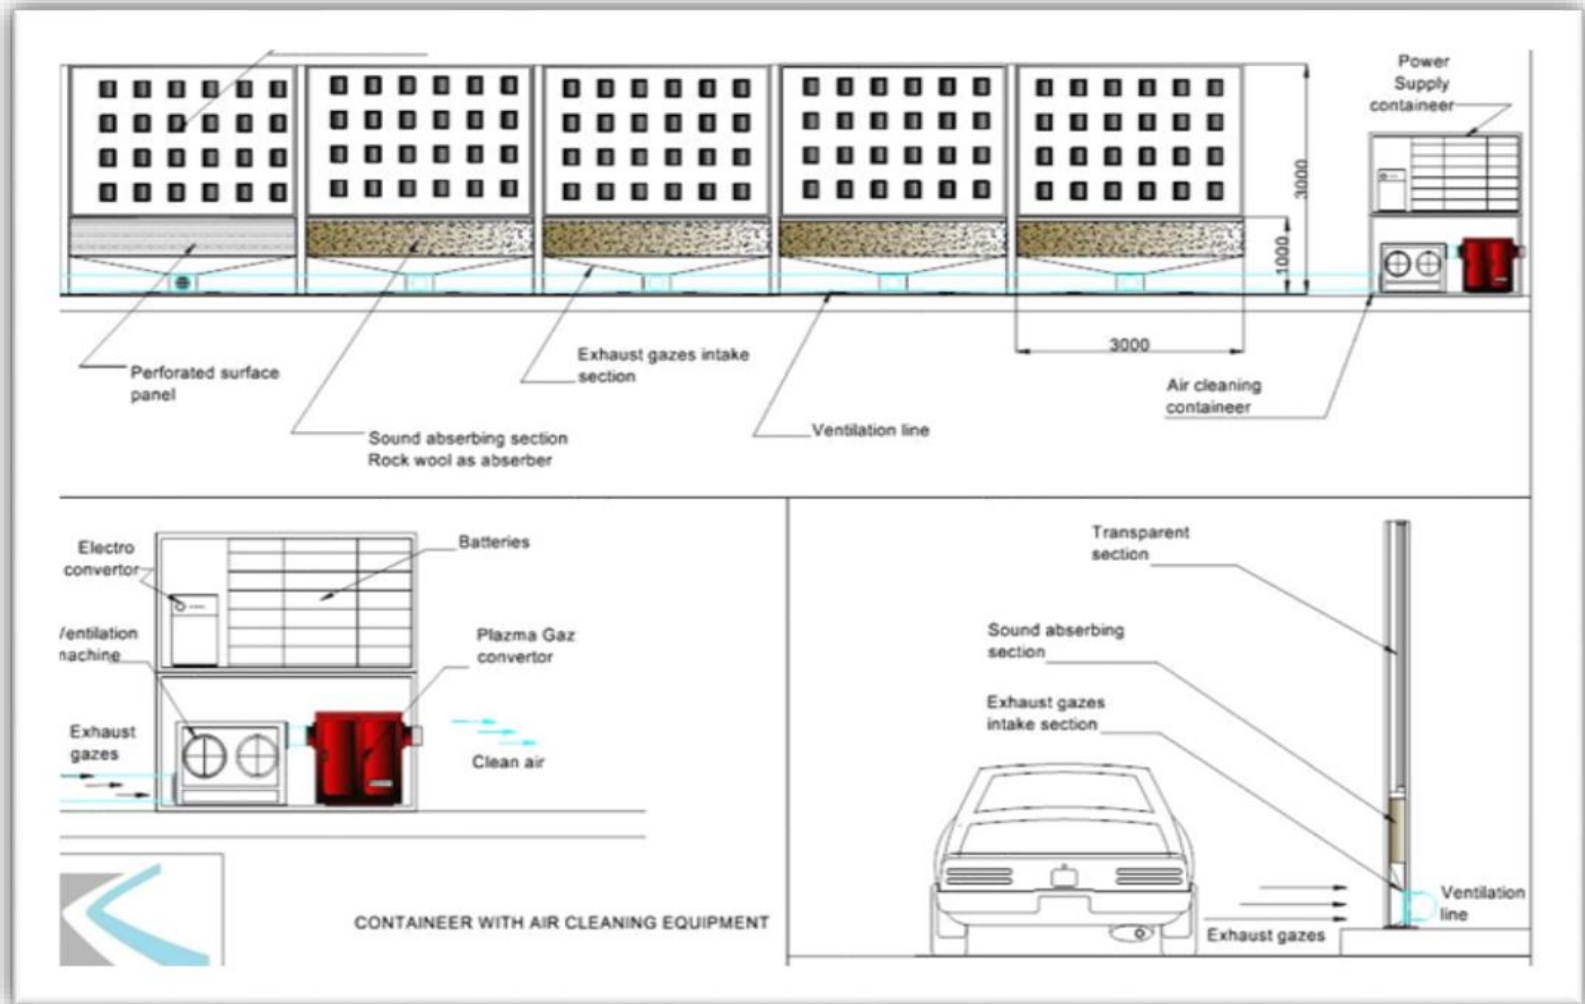 Power
Supply
containeer
3000
1000
3000
Perforated surface
panel
Exhaust gazes intake
section
Air cleaning
containeer
Sound abserbing section
Rock wool as abserber
Ventilation line
Electro
convertor
Batteries
Ventilation
machine
Plazma Gaz
convertor
Exhaust
gazes
Clean air
CONTAINEER WITH AIR CLEANING EQUIPMENT
Transparent
section
Sound abserbing
section
Exhaust gazes
intake section
Ventilation
line
Exhaust gazes